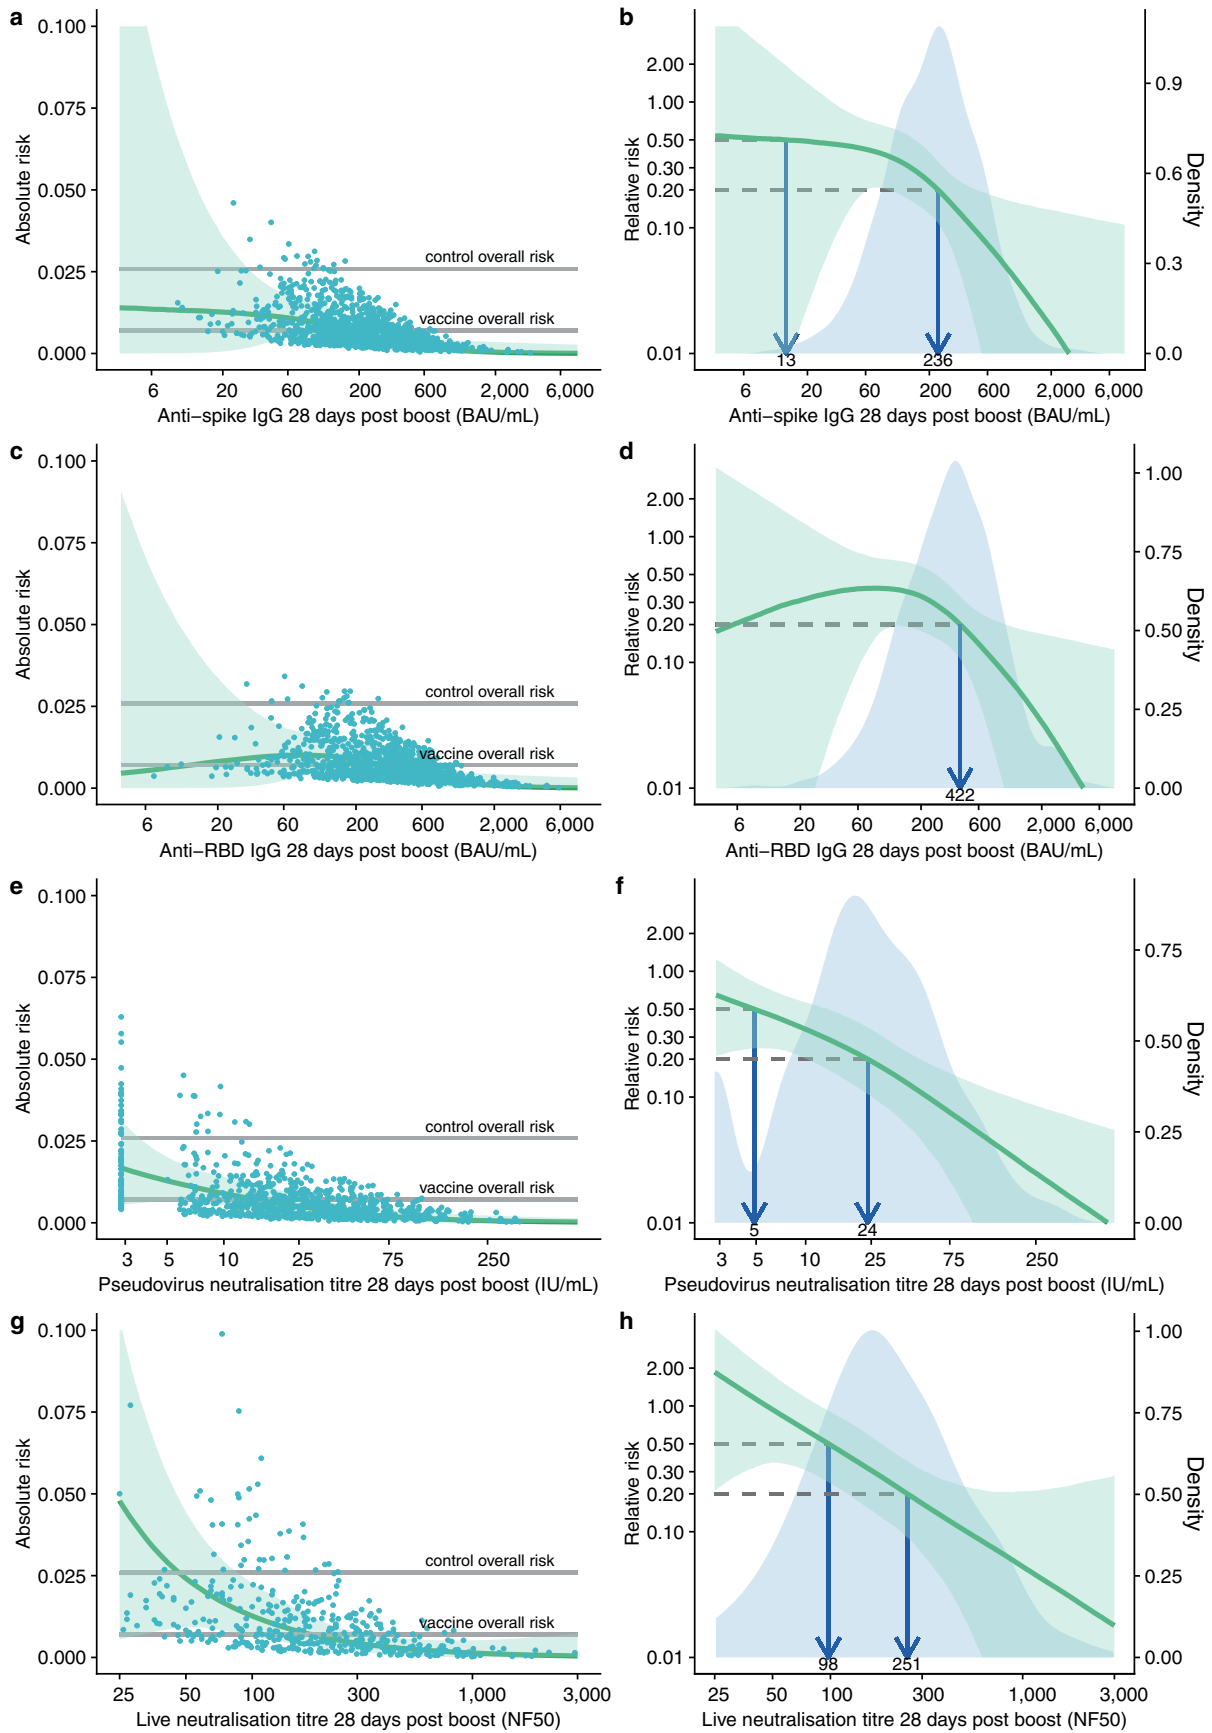 a
0.100
0.075
0.050
0.025
0.000
Absolute risk
control overall risk
vaccine overall risk
6 20 60 200 600 2,000 6,000
Anti−spike IgG 28 days post boost (BAU/mL)
b
2.00
1.00
0.50
0.30
0.20
0.10
0.01
Relative risk
0.9
0.6
0.3
0.0
Density
13 236
6 20 60 200 600 2,000 6,000
Anti−spike IgG 28 days post boost (BAU/mL)
c
0.100
0.075
0.050
0.025
0.000
Absolute risk
control overall risk
vaccine overall risk
6 20 60 200 600 2,000 6,000
Anti−RBD IgG 28 days post boost (BAU/mL)
d
2.00
1.00
0.50
0.30
0.20
0.10
0.01
Relative risk
1.00
0.75
0.50
0.25
0.00
Density
422
6 20 60 200 600 2,000 6,000
Anti−RBD IgG 28 days post boost (BAU/mL)
e
0.100
0.075
0.050
0.025
0.000
Absolute risk
control overall risk
vaccine overall risk
3 5 10 25 75 250
Pseudovirus neutralisation titre 28 days post boost (IU/mL)
f
2.00
1.00
0.50
0.30
0.20
0.10
0.01
Relative risk
0.75
0.50
0.25
0.00
Density
5 24
3 5 10 25 75 250
Pseudovirus neutralisation titre 28 days post boost (IU/mL)
g
0.100
0.075
0.050
0.025
0.000
Absolute risk
control overall risk
vaccine overall risk
25 50 100 300 1,000 3,000
Live neutralisation titre 28 days post boost (NF50)
h
2.00
1.00
0.50
0.30
0.20
0.10
0.01
Relative risk
1.00
0.75
0.50
0.25
0.00
Density
98 251
25 50 100 300 1,000 3,000
Live neutralisation titre 28 days post boost (NF50)